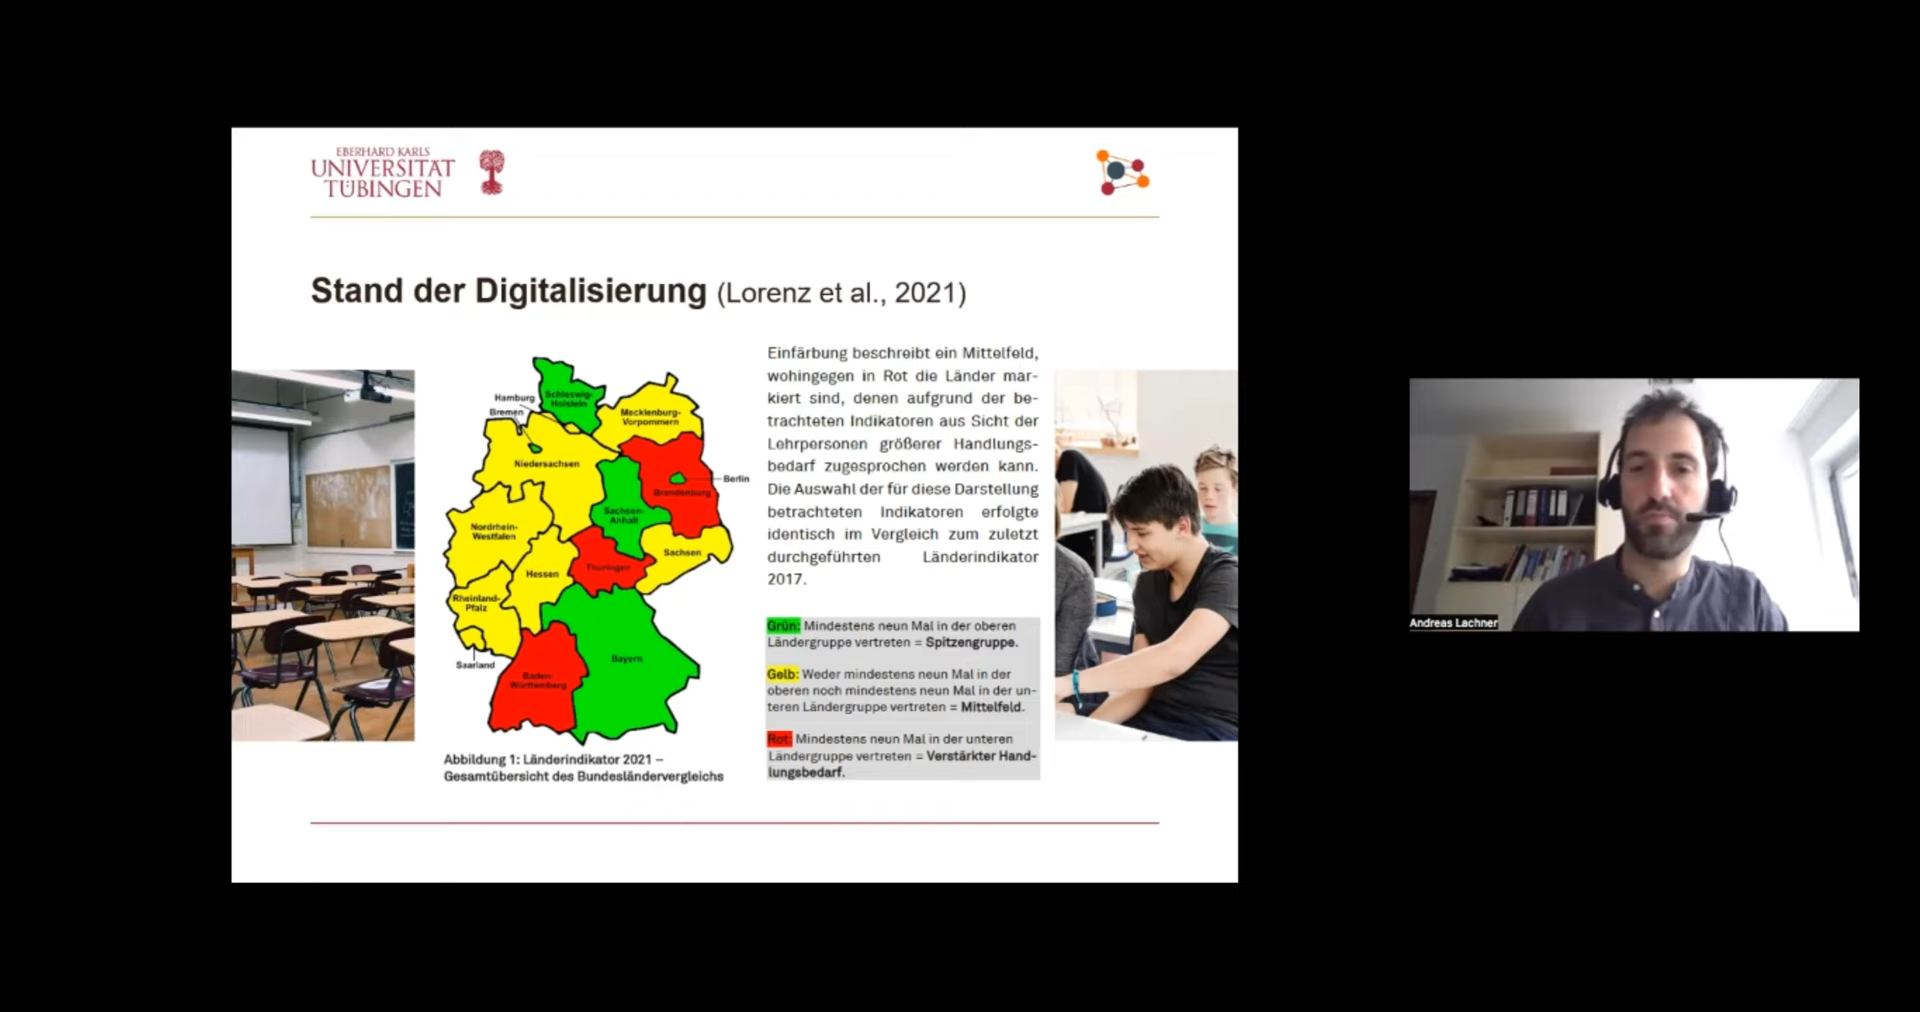 EBERHARD KARLS
UNIVERSITÄT
TÜBINGEN
Stand der Digitalisierung (Lorenz et al., 2021)
Schleswig-
Holstein
Hamburg
Bremen
Mecklenburg-
Vorpommern
Niedersachsen
Berlin
Brandenburg
Sachsen-
Anhalt
Nordrhein-
Westfalen
Sachsen
Hessen
Thüringen
Rheinland-
Pfalz
Saarland
Bayern
Baden-
Württemberg
Abbildung 1: Länderindikator 2021 –
Gesamtübersicht des Bundesländervergleichs
Einfärbung beschreibt ein Mittelfeld,
wohingegen in Rot die Länder mar-
kiert sind, denen aufgrund der be-
trachteten Indikatoren aus Sicht der
Lehrpersonen größerer Handlungs-
bedarf zugesprochen werden kann.
Die Auswahl der für diese Darstellung
betrachteten Indikatoren erfolgte
identisch im Vergleich zum zuletzt
durchgeführten Länderindikator
2017.
Grün: Mindestens neun Mal in der oberen
Ländergruppe vertreten = Spitzengruppe.
Gelb: Weder mindestens neun Mal in der
oberen noch mindestens neun Mal in der un-
teren Ländergruppe vertreten = Mittelfeld.
Rot: Mindestens neun Mal in der unteren
Ländergruppe vertreten = Verstärkter Hand-
lungsbedarf.
Andreas Lachner